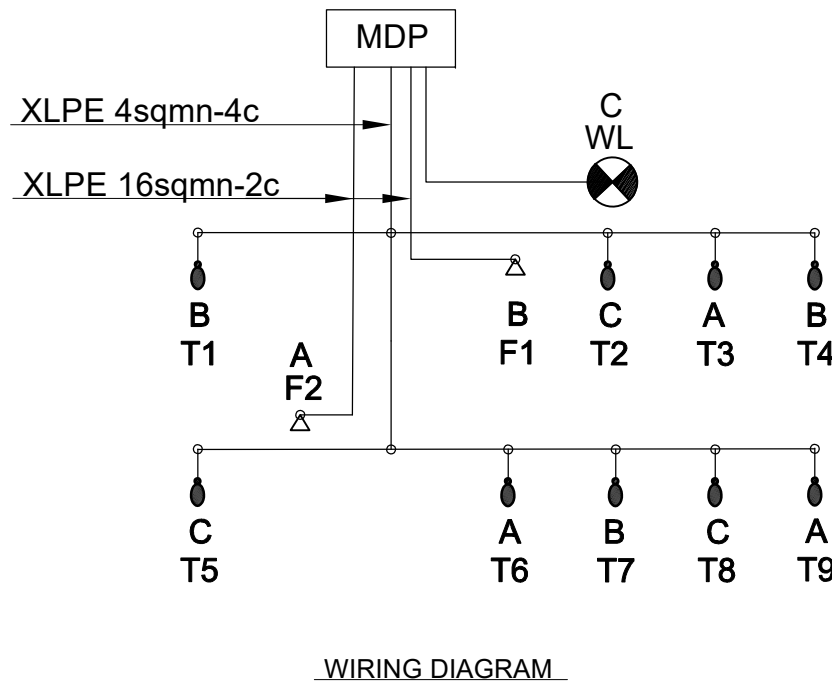 MDP
XLPE 4sqmn-4c
C
WL
XLPE 16sqmn-2c
B
T1
B
F1
C
T2
A
T3
B
T4
A
F2
C
T5
A
T6
B
T7
C
T8
A
T9
WIRING DIAGRAM